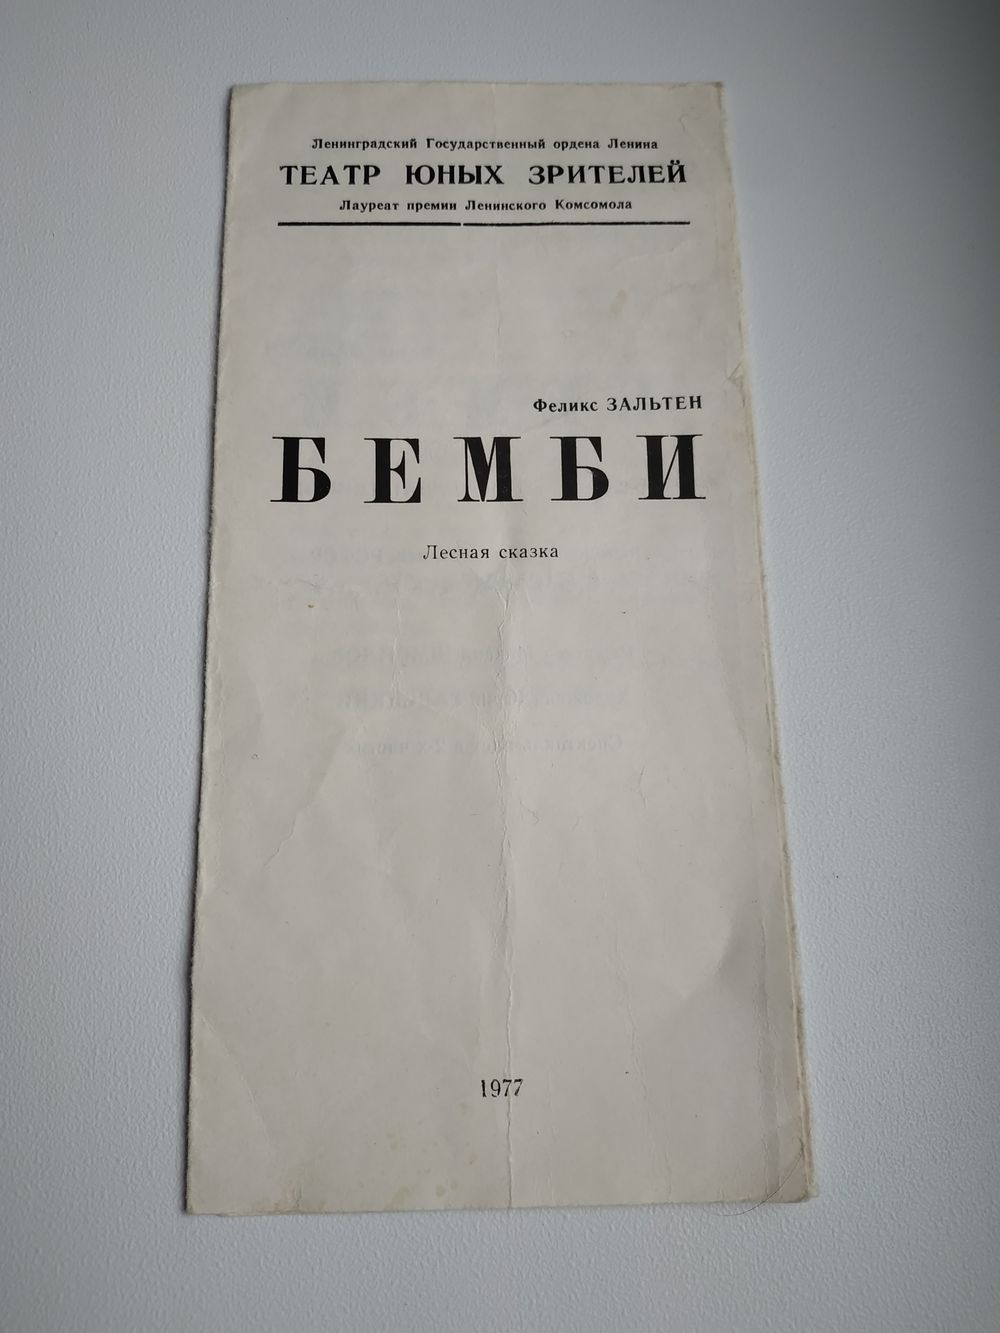 Ленинградский Государственный ордена Ленина
ТЕАТР ЮНЫХ ЗРИТЕЛЕЙ
Лауреат премии Ленинского Комсомола
Феликс ЗАЛЬТЕН
БЕМБИ
Лесная сказка
1977